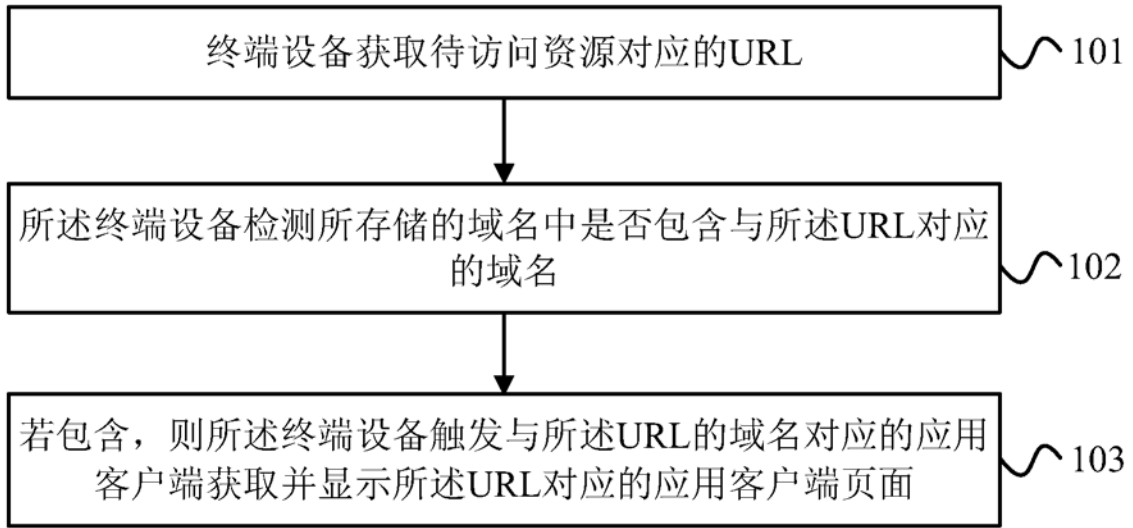 终端设备获取待访问资源对应的URL
101
所述终端设备检测所存储的域名中是否包含与所述URL对应
的域名
102
若包含，则所述终端设备触发与所述URL的域名对应的应用
客户端获取并显示所述URL对应的应用客户端页面
103